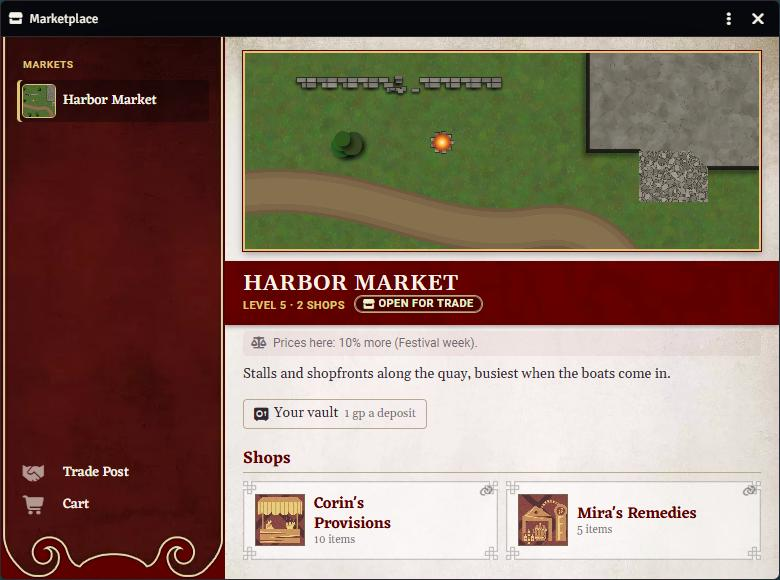 Marketplace
MARKETS
Harbor Market
Trade Post
Cart
HARBOR MARKET
LEVEL 5 · 2 SHOPS OPEN FOR TRADE
Prices here: 10% more (Festival week).
Stalls and shopfronts along the quay, busiest when the boats come in.
Your vault 1 gp a deposit
Shops
Corin's
Provisions
10 items
Mira's Remedies
5 items